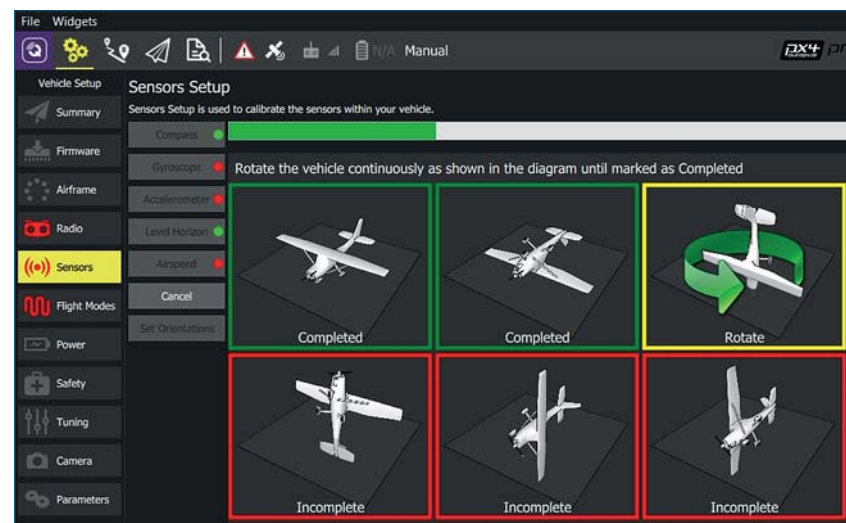 File Widgets
N/A Manual
px4 pr
autopilot
Vehicle Setup
Summary
Firmware
Airframe
Radio
Sensors
Flight Modes
Power
Safety
Tuning
Camera
Parameters
Sensors Setup
Sensors Setup is used to calibrate the sensors within your vehicle.
Compass
Gyroscope
Accelerometer
Level Horizon
Airspeed
Cancel
Set Orientations
Rotate the vehicle continuously as shown in the diagram until marked as Completed
Completed
Completed
Rotate
Incomplete
Incomplete
Incomplete